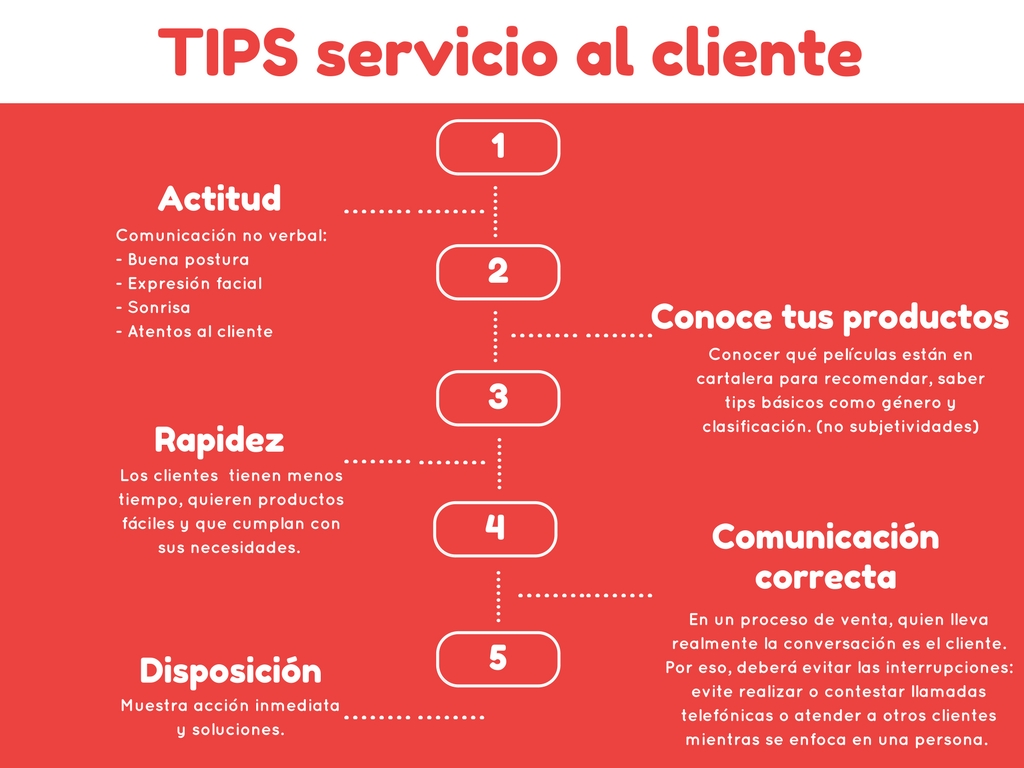 TIPS servicio al cliente
1
Actitud
Comunicación no verbal:
- Buena postura
- Expresión facial
- Sonrisa
- Atentos al cliente
2
Conoce tus productos
Conocer qué películas están en
cartalera para recomendar, saber
tips básicos como género y
clasificación. (no subjetividades)
3
Rapidez
Los clientes tienen menos
tiempo, quieren productos
fáciles y que cumplan con
sus necesidades.
4
Comunicación
correcta
En un proceso de venta, quien lleva
realmente la conversación es el cliente.
Por eso, deberá evitar las interrupciones:
evite realizar o contestar llamadas
telefónicas o atender a otros clientes
mientras se enfoca en una persona.
5
Disposición
Muestra acción inmediata
y soluciones.